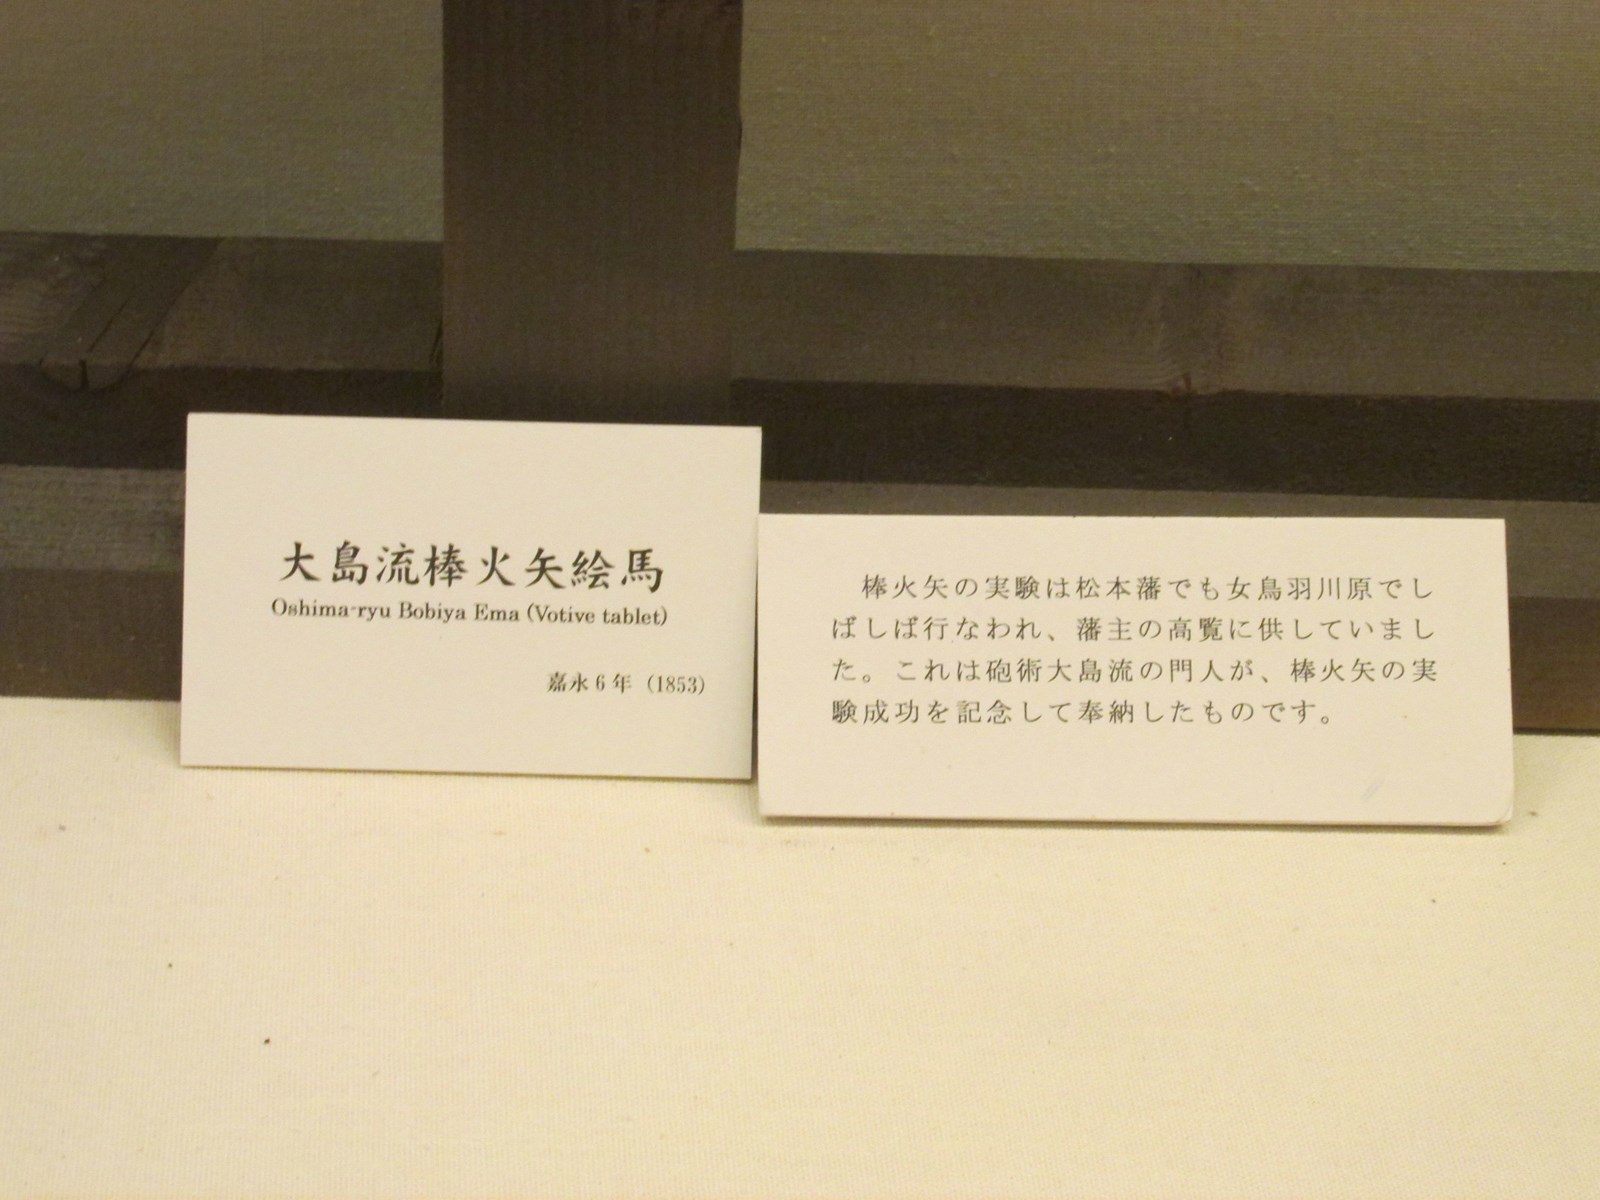 大島流棒火矢絵馬
Oshima-ryu Bobiya Ema (Votive tablet)
嘉永6年 (1853)
棒火矢の実験は松本藩でも女鳥羽川原でし
ばしば行なわれ、藩主の高覧に供していまし
た。これは砲術大島流の門人が、棒火矢の実
験成功を記念して奉納したものです。